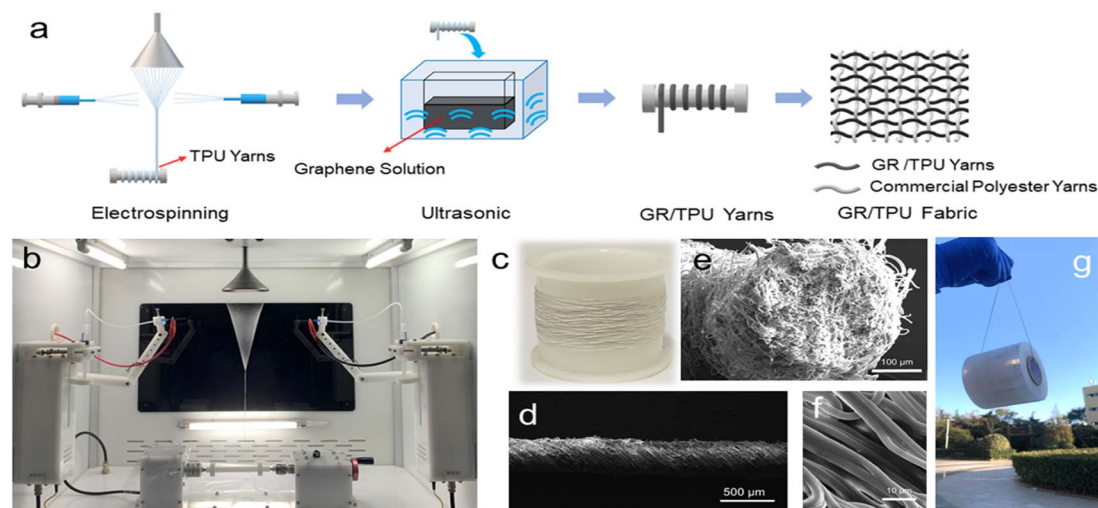 a
TPU Yarns
Graphene Solution
GR /TPU Yarns
Commercial Polyester Yarns
Electrospinning
Ultrasonic
GR/TPU Yarns
GR/TPU Fabric
b
c
d
500 µm
e
100 µm
f
10 µm
g